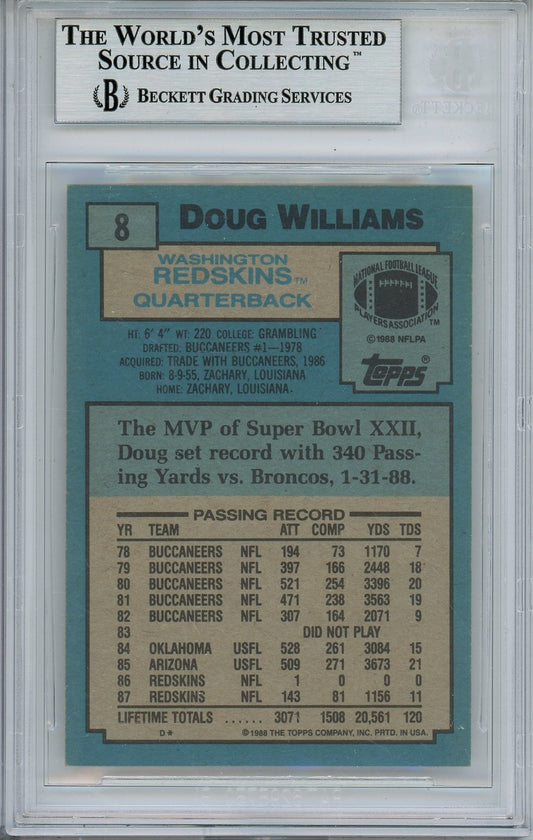 THE WORLD'S MOST TRUSTED
SOURCE IN COLLECTING™
B BECKETT GRADING SERVICES
B
BECKETT
8 DOUG WILLIAMS
WASHINGTON
REDSKINS TM
QUARTERBACK
NATIONAL FOOTBALL LEAGUE
PLAYERS ASSOCIATION TM
© 1988 NFLPA
TOPPS®
HT: 6' 4" WT: 220 COLLEGE: GRAMBLING
DRAFTED: BUCCANEERS #1—1978
ACQUIRED: TRADE WITH BUCCANEERS, 1986
BORN: 8-9-55, ZACHARY, LOUISIANA
HOME: ZACHARY, LOUISIANA.
The MVP of Super Bowl XXII,
Doug set record with 340 Pass-
ing Yards vs. Broncos, 1-31-88.
PASSING RECORD
YR TEAM ATT COMP YDS TDS
78 BUCCANEERS NFL 194 73 1170 7
79 BUCCANEERS NFL 397 166 2448 18
80 BUCCANEERS NFL 521 254 3396 20
81 BUCCANEERS NFL 471 238 3563 19
82 BUCCANEERS NFL 307 164 2071 9
83 DID NOT PLAY
84 OKLAHOMA USFL 528 261 3084 15
85 ARIZONA USFL 509 271 3673 21
86 REDSKINS NFL 1 0 0 0
87 REDSKINS NFL 143 81 1156 11
LIFETIME TOTALS ...... 3071 1508 20,561 120
D* © 1988 THE TOPPS COMPANY, INC. PRTD. IN USA.